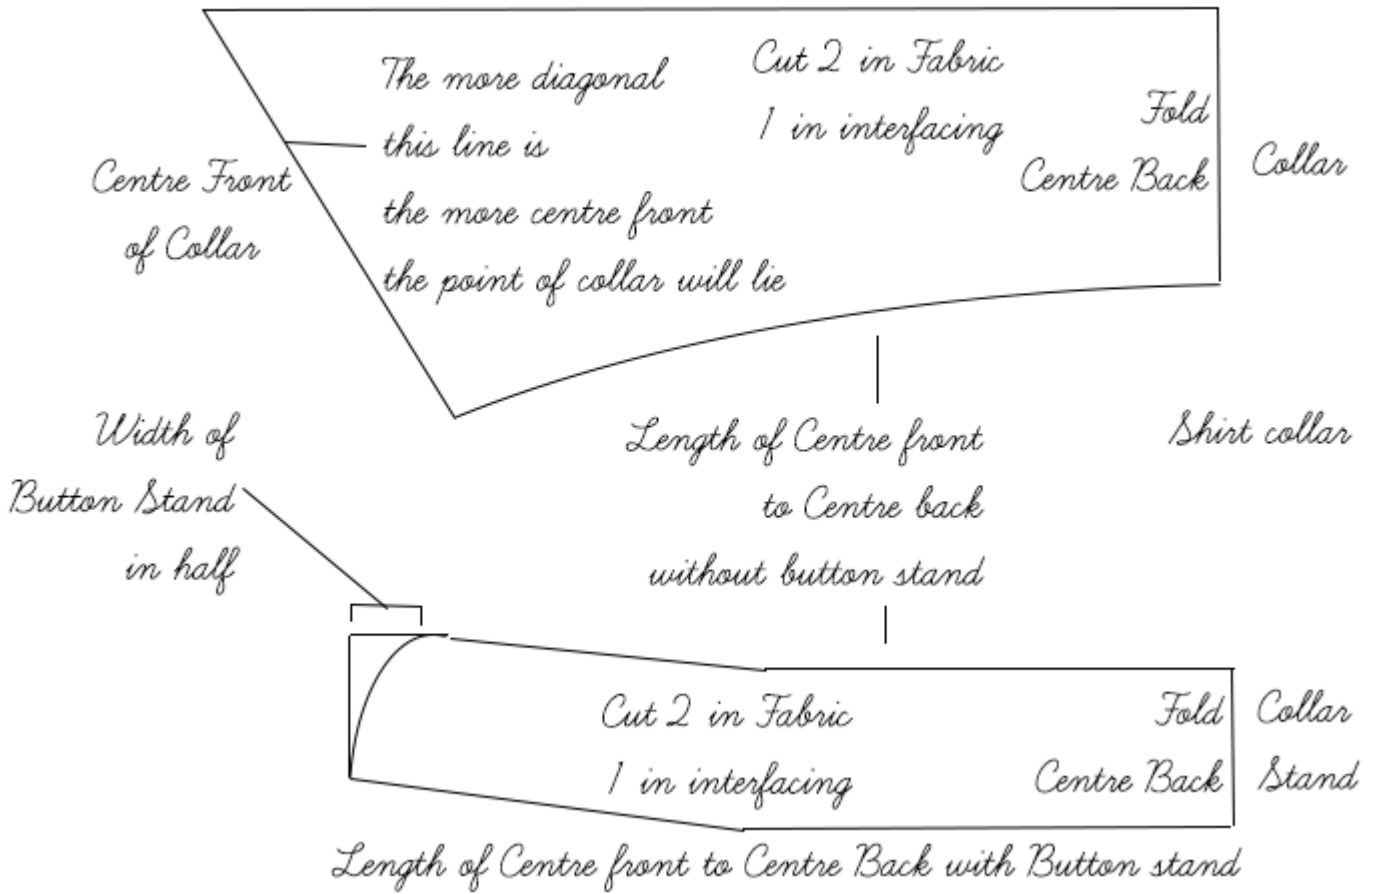 The more diagonal
this line is
the more centre front
the point of collar will lie
Cut 2 in Fabric
1 in interfacing
Fold
Centre Back
Collar
Centre Front
of Collar
Width of
Button Stand
in half
Length of Centre front
to Centre back
without button stand
Shirt collar
Cut 2 in Fabric
1 in interfacing
Fold
Centre Back
Collar
Stand
Length of Centre front to Centre Back with Button stand